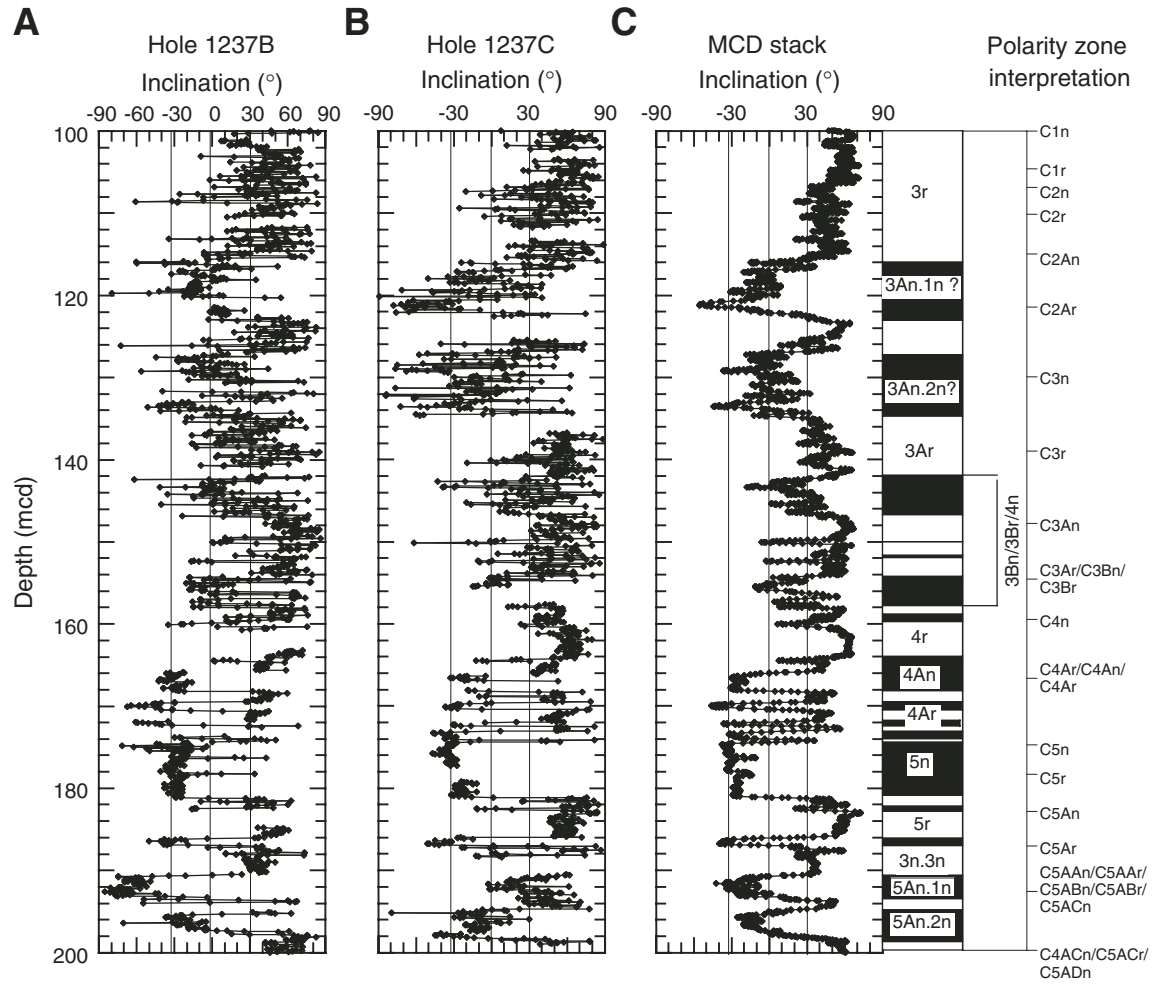 A
B
C
Hole 1237B
Hole 1237C
MCD stack
Polarity zone
interpretation
Inclination (°)
Inclination (°)
Inclination (°)
-90 -60 -30 0 30 60 90
-90 -30 30 90
-90 -30 30 90
Depth (mcd)
100
120
140
160
180
200
3r
3An.1n ?
3An.2n?
3Ar
3Bn/3Br/4n
4r
4An
4Ar
5n
5r
3n.3n
5An.1n
5An.2n
C1n
C1r
C2n
C2r
C2An
C2Ar
C3n
C3r
C3An
C3Ar/C3Bn/
C3Br
C4n
C4Ar/C4An/
C4Ar
C5n
C5r
C5An
C5Ar
C5AAn/C5AAr/
C5ABn/C5ABr/
C5ACn
C4ACn/C5ACr/
C5ADn